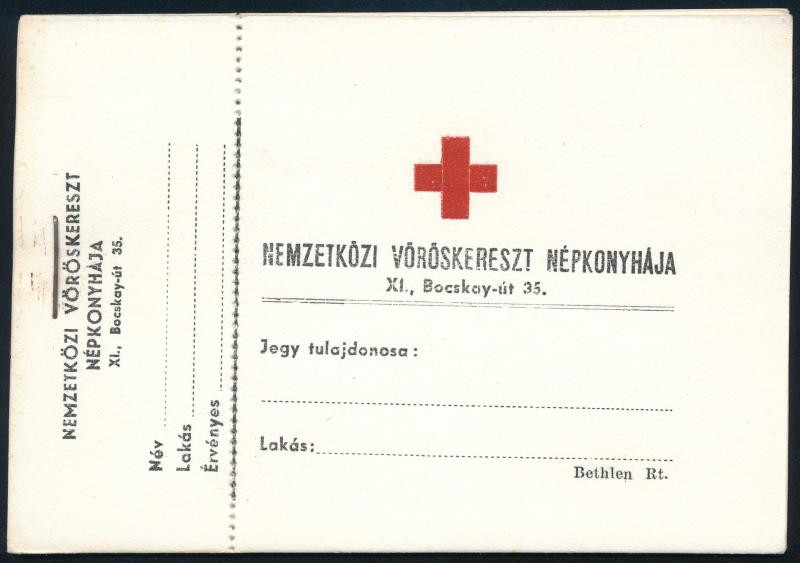 NEMZETKÖZI VÖRÖSKERESZT
NÉPKONYHÁJA
XI., Bocskay-út 35.
Név
Lakás
Érvényes
NEMZETKÖZI VÖRÖSKERESZT NÉPKONYHÁJA
XI., Bocskay-út 35.
Jegy tulajdonosa:
Lakás:
Bethlen Rt.